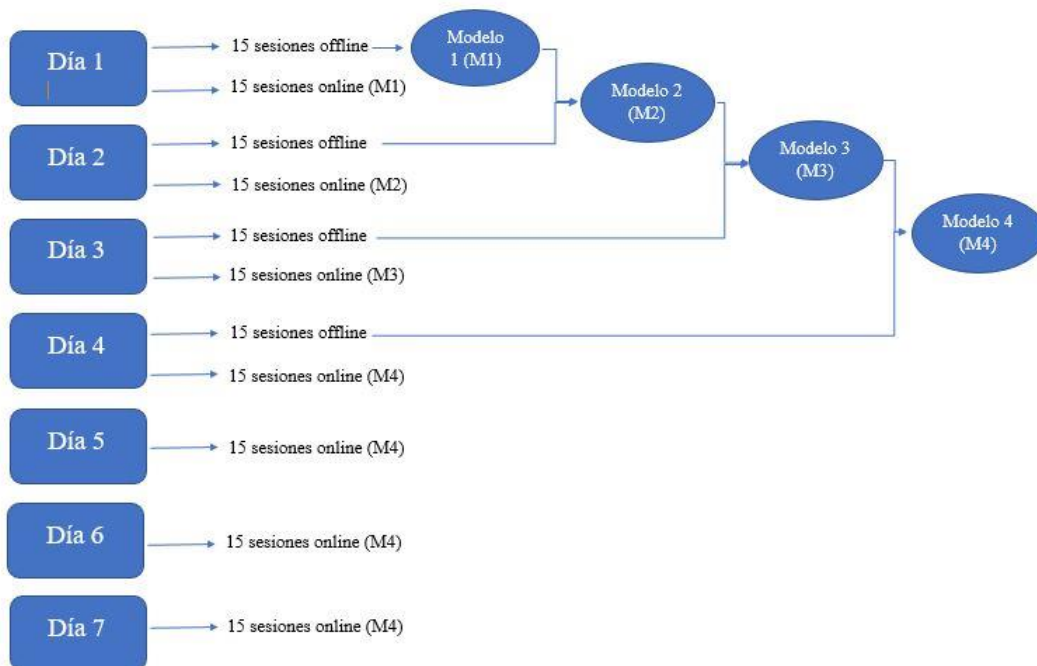 Día 1
15 sesiones offline
Modelo
1 (M1)
15 sesiones online (M1)
Modelo 2
(M2)
Día 2
15 sesiones offline
15 sesiones online (M2)
Modelo 3
(M3)
Día 3
15 sesiones offline
15 sesiones online (M3)
Modelo 4
(M4)
Día 4
15 sesiones offline
15 sesiones online (M4)
Día 5
15 sesiones online (M4)
Día 6
15 sesiones online (M4)
Día 7
15 sesiones online (M4)